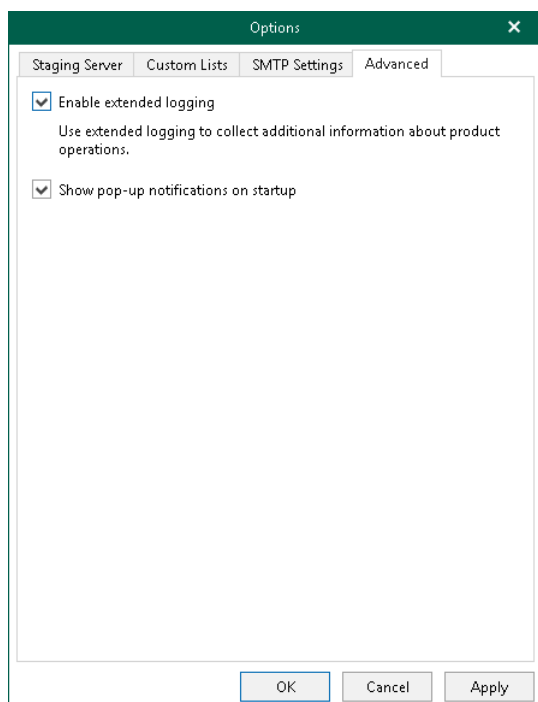 Options
Staging Server
Custom Lists
SMTP Settings
Advanced
Enable extended logging
Use extended logging to collect additional information about product
operations.
Show pop-up notifications on startup
OK
Cancel
Apply